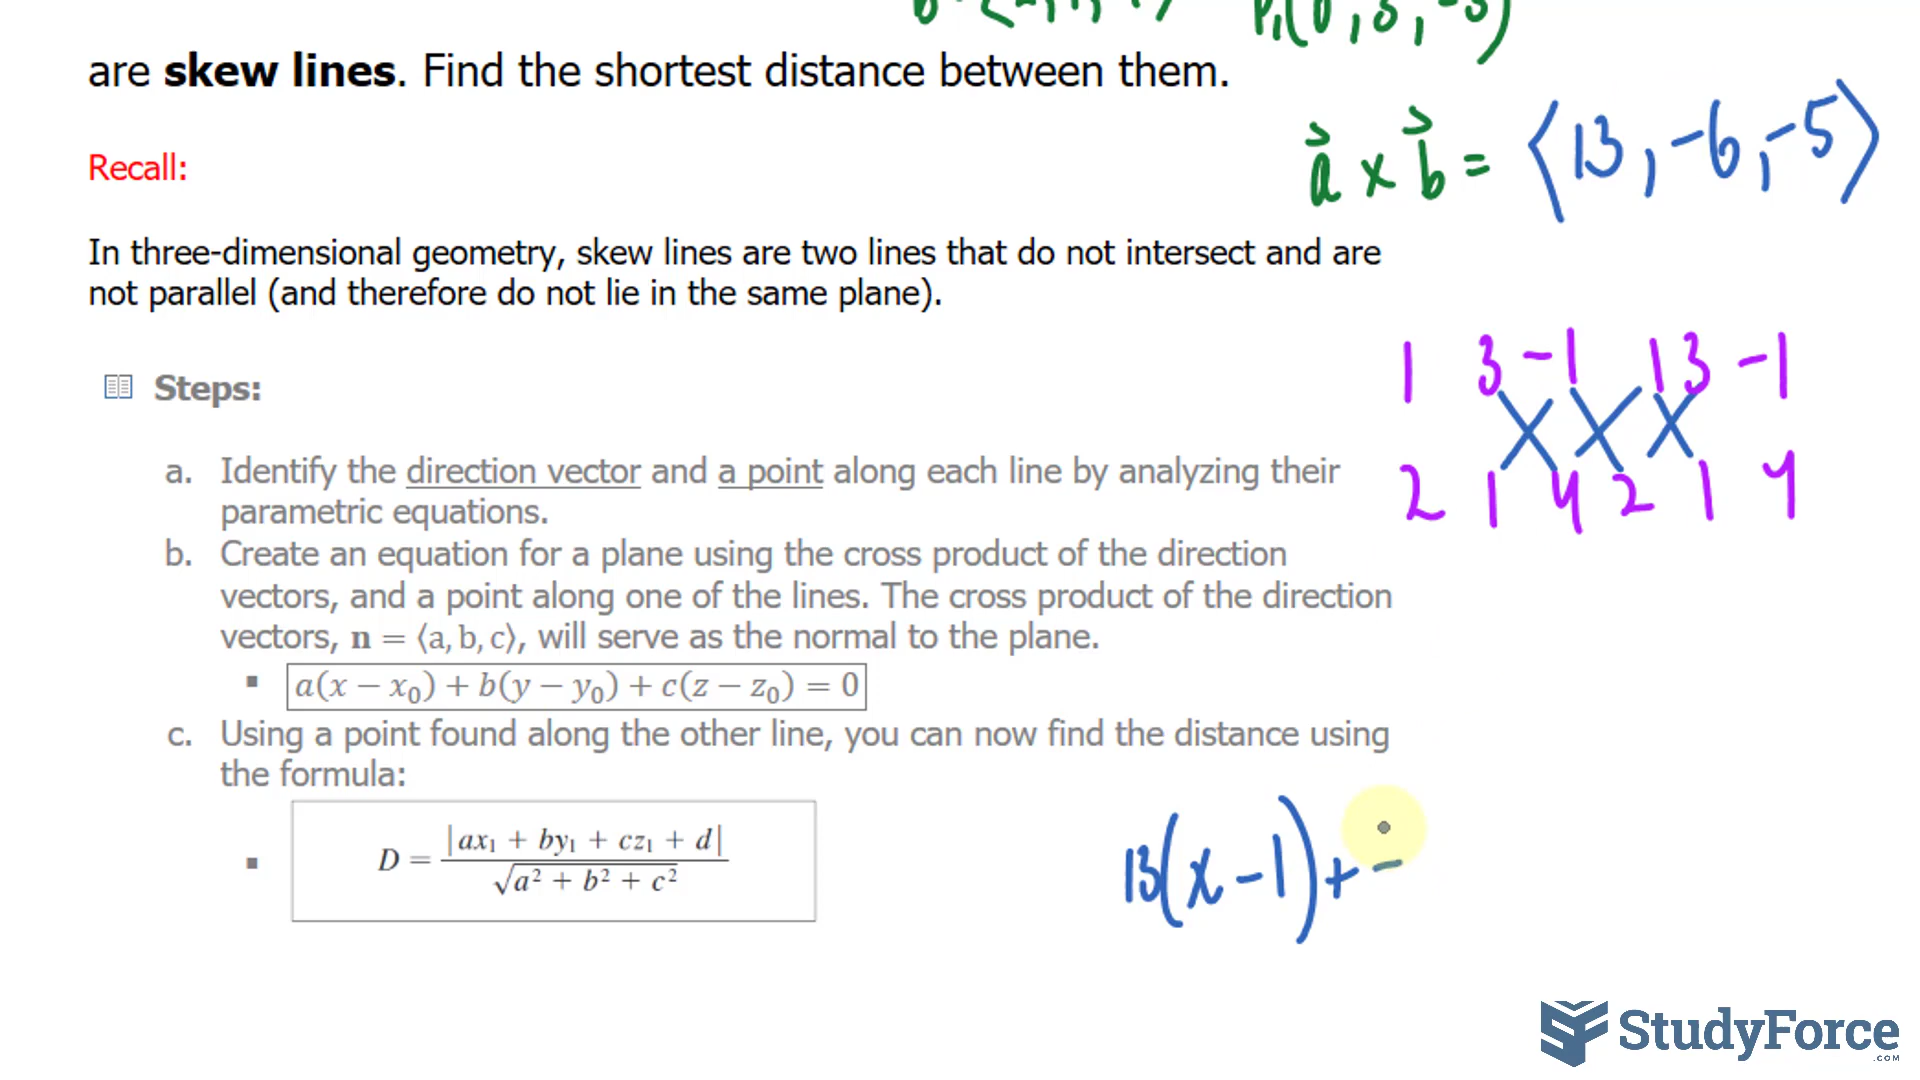 are skew lines. Find the shortest distance between them.
a × b = ⟨13, -6, -5⟩
Recall:
In three-dimensional geometry, skew lines are two lines that do not intersect and are
not parallel (and therefore do not lie in the same plane).
1 3 -1 1 3 -1
2 1 4 2 1 4
Steps:
a. Identify the direction vector and a point along each line by analyzing their
parametric equations.
b. Create an equation for a plane using the cross product of the direction
vectors, and a point along one of the lines. The cross product of the direction
vectors, n = ⟨a, b, c⟩, will serve as the normal to the plane.
▪ a(x − x₀) + b(y − y₀) + c(z − z₀) = 0
c. Using a point found along the other line, you can now find the distance using
the formula:
▪ D = |ax₁ + by₁ + cz₁ + d| / √a² + b² + c²
13(x - 1) + -
StudyForce
.COM